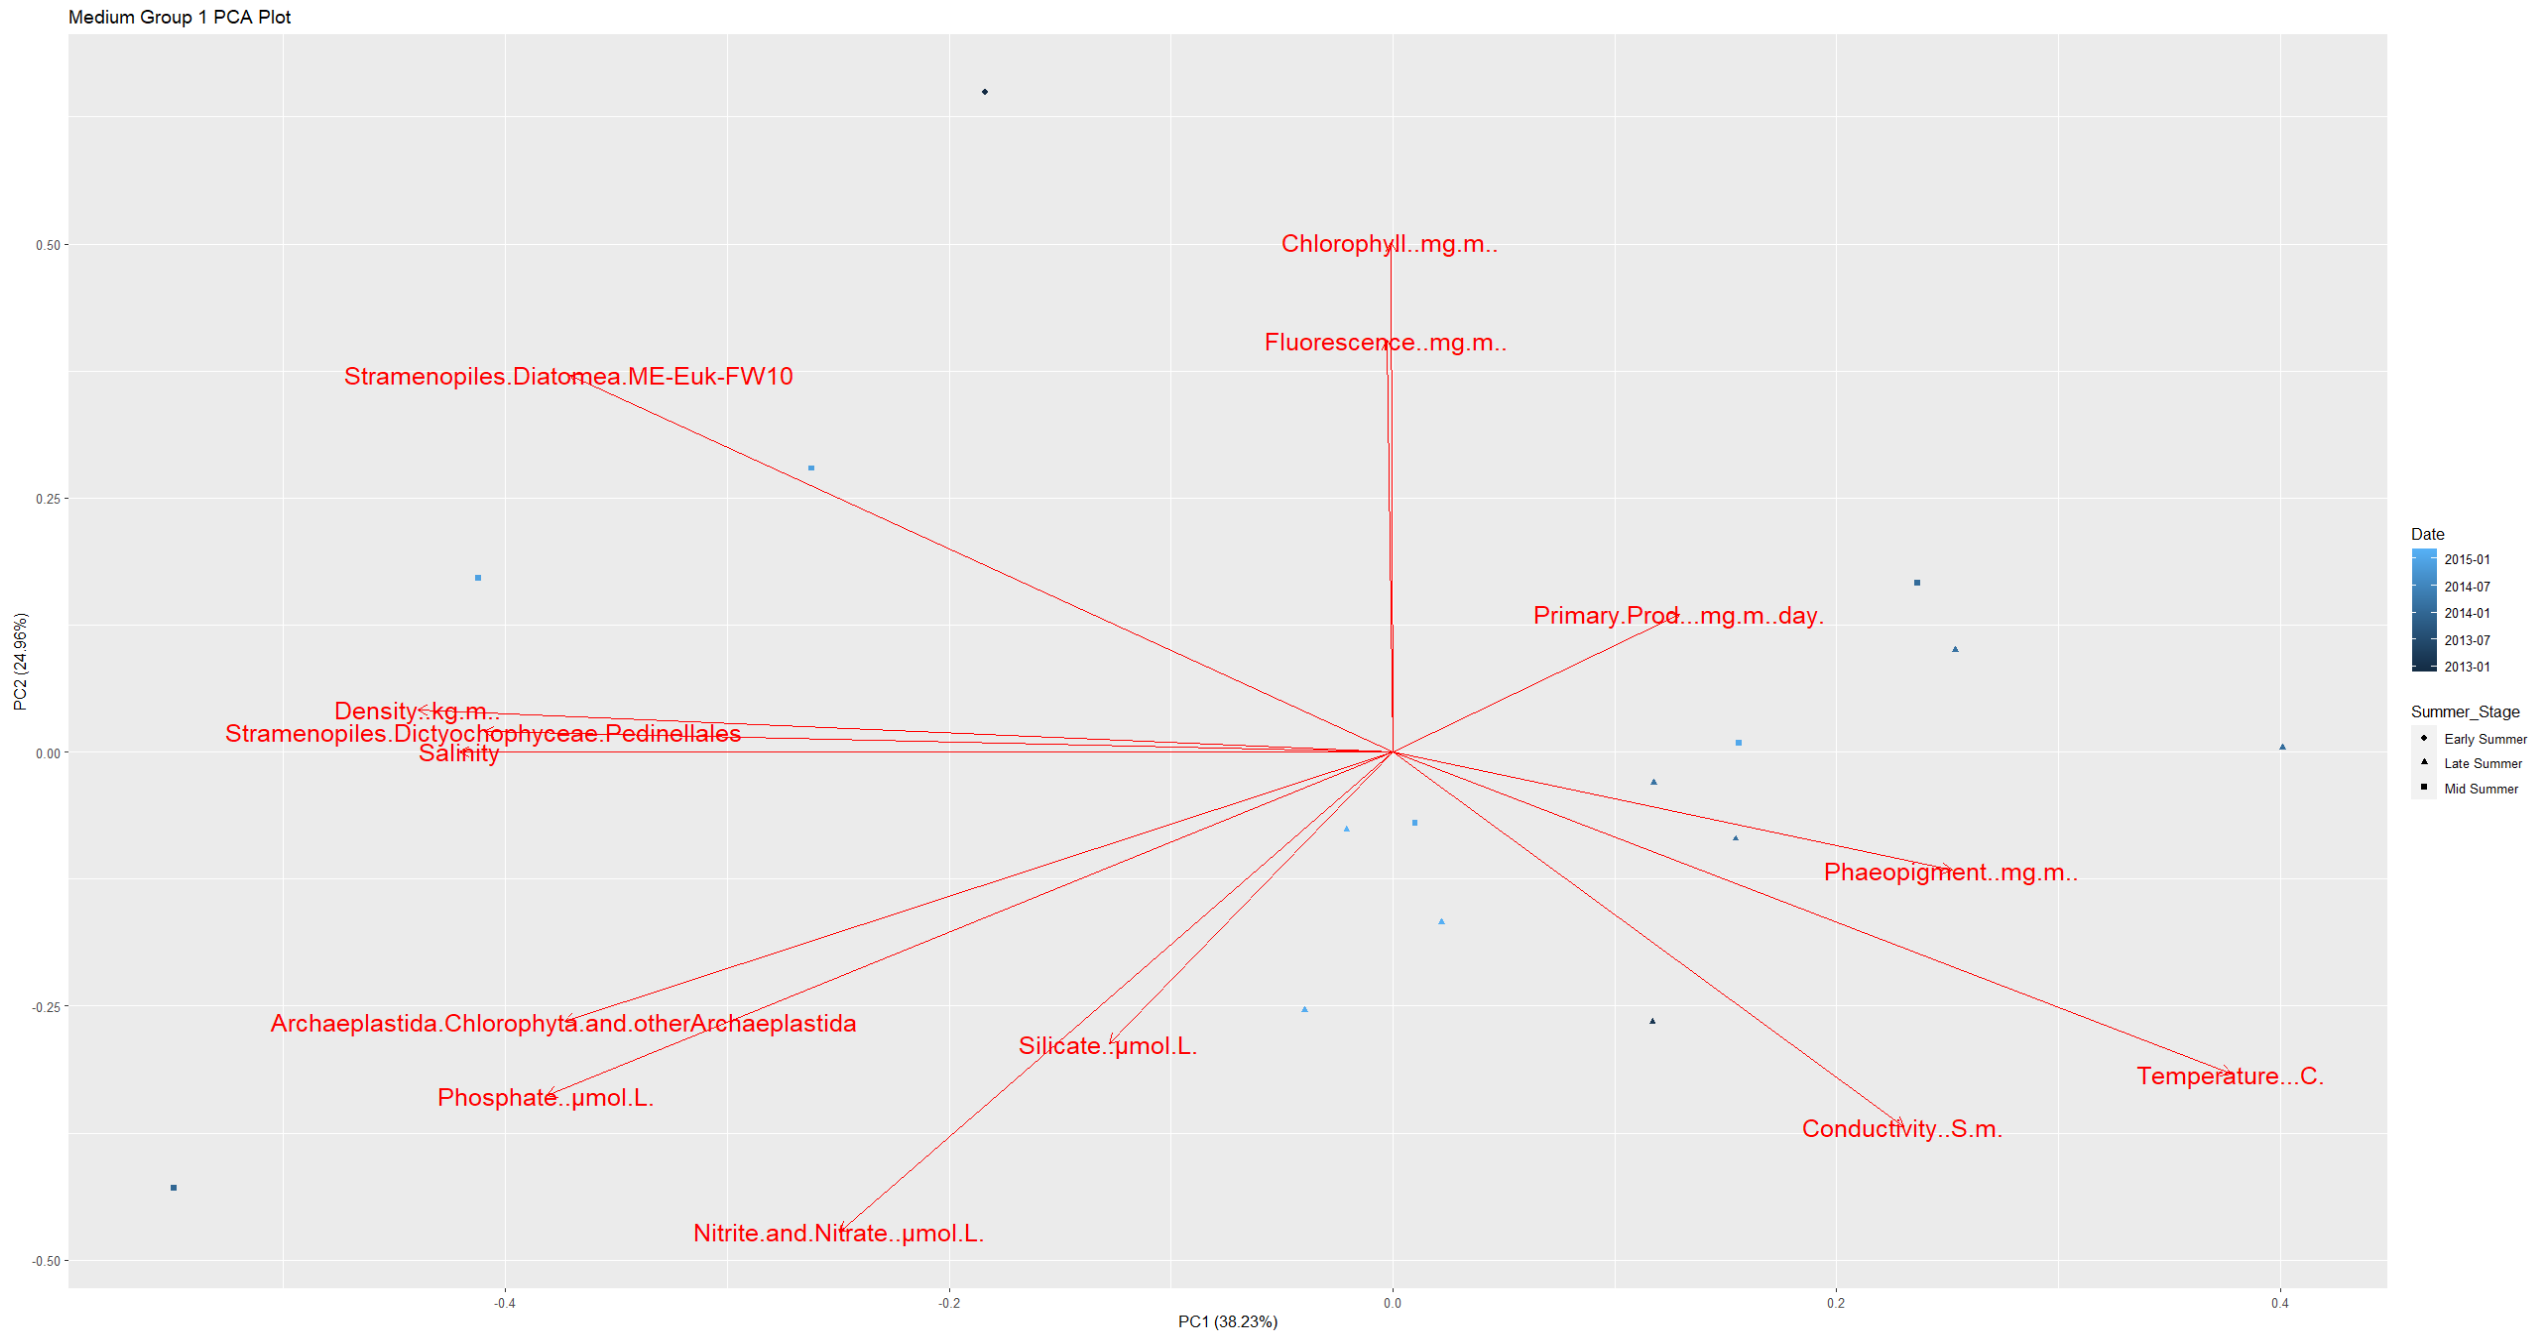 Medium Group 1 PCA Plot
0.50
0.25
0.00
-0.25
-0.50
PC2 (24.96%)
Chlorophyll..mg.m..
Fluorescence..mg.m..
Stramenopiles.Diatomea.ME-Euk-FW10
Primary.Prod...mg.m..day.
Density..kg.m..
Stramenopiles.Dictyochophyceae.Pedinellales
Salinity
Phaeopigment..mg.m..
Archaeplastida.Chlorophyta.and.otherArchaeplastida
Silicate..µmol.L.
Temperature...C.
Phosphate..µmol.L.
Conductivity..S.m.
Nitrite.and.Nitrate..µmol.L.
-0.4
-0.2
0.0
0.2
0.4
PC1 (38.23%)
Date
2015-01
2014-07
2014-01
2013-07
2013-01
Summer_Stage
Early Summer
Late Summer
Mid Summer